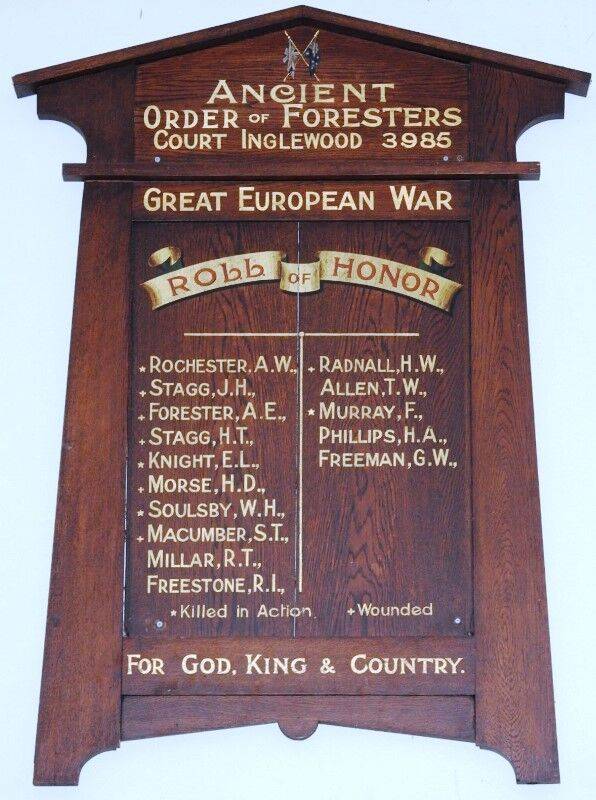 ANCIENT
ORDER OF FORESTERS
COURT INGLEWOOD 3985
GREAT EUROPEAN WAR
ROLL OF HONOR
*ROCHESTER, A.W.,
+STAGG, J.H.,
+FORESTER, A.E.,
+STAGG, H.T.,
*KNIGHT, E.L.,
+MORSE, H.D.,
*SOULSBY, W.H.,
+MACUMBER, S.T.,
MILLAR, R.T.,
FREESTONE, R.I.,
+RADNALL, H.W.,
ALLEN, T.W.,
*MURRAY, F.,
PHILLIPS, H.A.,
FREEMAN, G.W.,
*Killed in Action. +Wounded
FOR GOD, KING & COUNTRY.